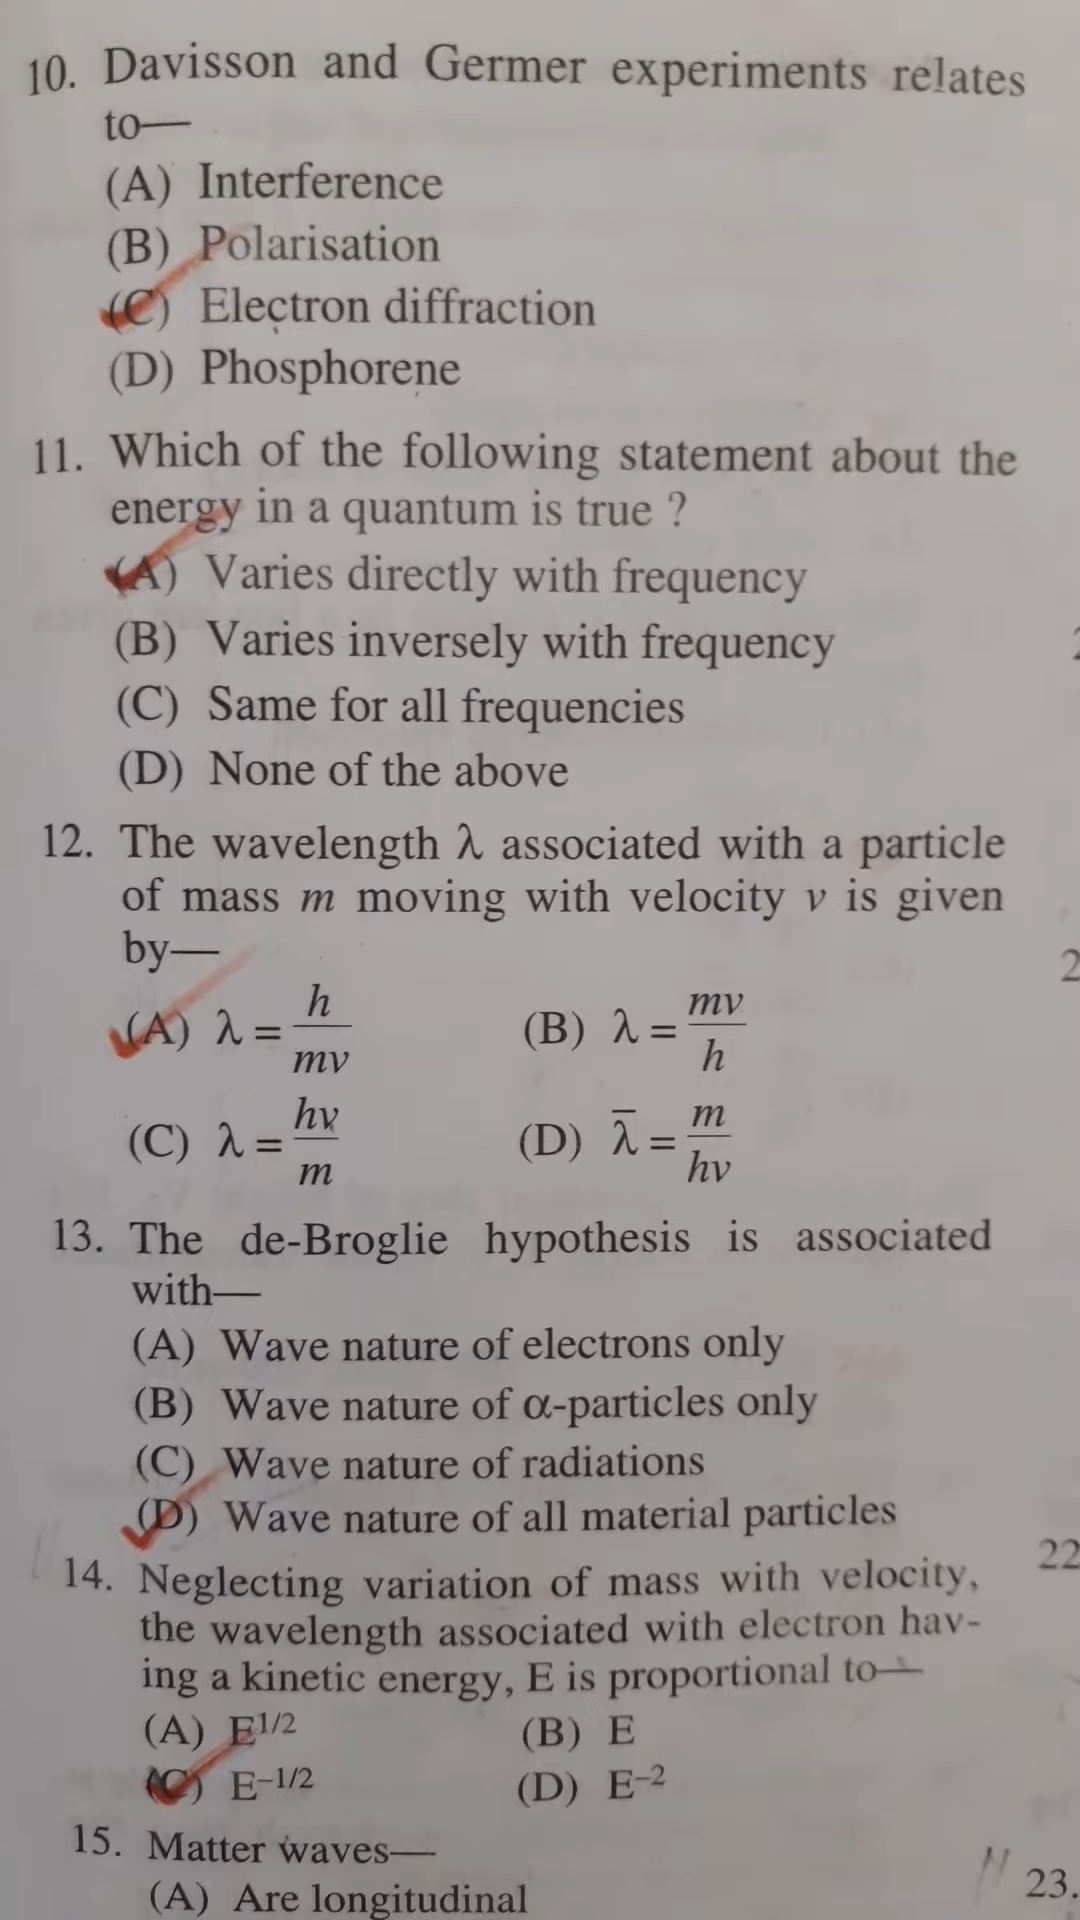 10. Davisson and Germer experiments relates
to—
(A) Interference
(B) Polarisation
(C) Electron diffraction
(D) Phosphorene
11. Which of the following statement about the
energy in a quantum is true ?
(A) Varies directly with frequency
(B) Varies inversely with frequency
(C) Same for all frequencies
(D) None of the above
12. The wavelength λ associated with a particle
of mass m moving with velocity v is given
by—
(A) λ = h/mv (B) λ = mv/h
(C) λ = hv/m (D) λ̅ = m/hv
13. The de-Broglie hypothesis is associated
with—
(A) Wave nature of electrons only
(B) Wave nature of α-particles only
(C) Wave nature of radiations
(D) Wave nature of all material particles
14. Neglecting variation of mass with velocity,
the wavelength associated with electron hav-
ing a kinetic energy, E is proportional to—
(A) E^1/2 (B) E
(C) E^–1/2 (D) E^–2
15. Matter waves—
(A) Are longitudinal
2
22
23.